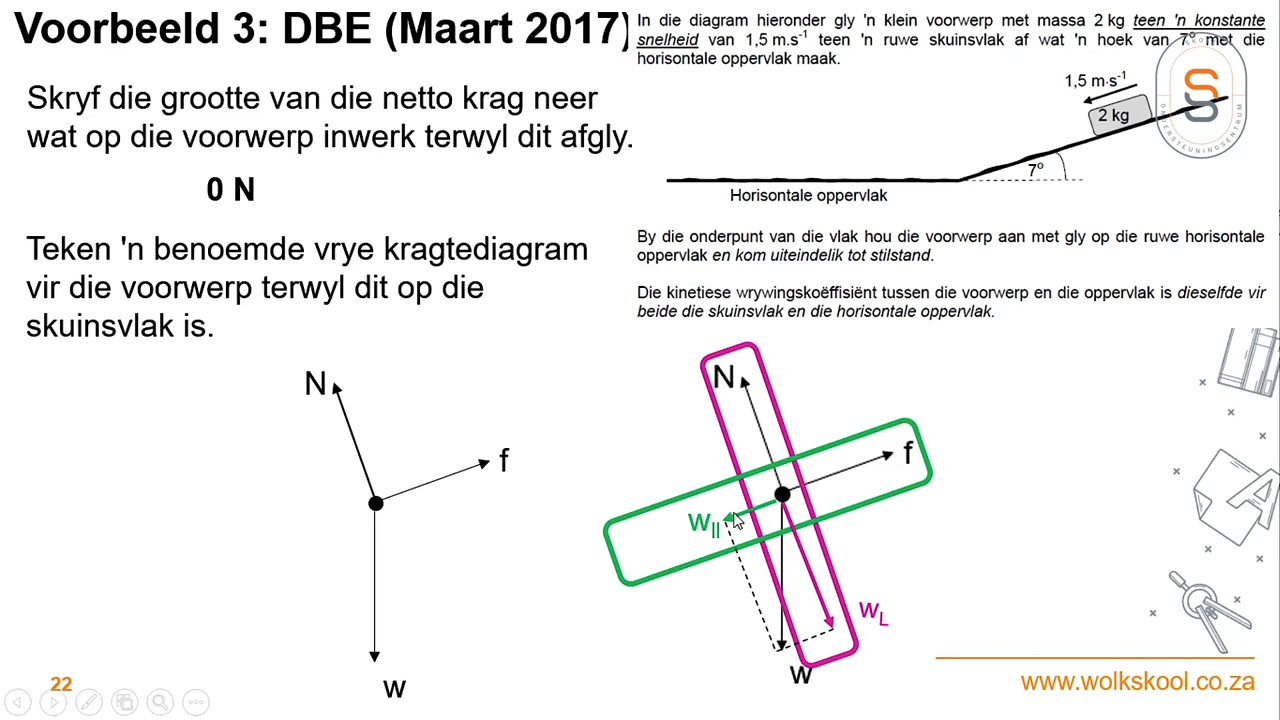 Voorbeeld 3: DBE (Maart 2017)
Skryf die grootte van die netto krag neer
wat op die voorwerp inwerk terwyl dit afgly.
0 N
Teken 'n benoemde vrye kragtediagram
vir die voorwerp terwyl dit op die
skuinsvlak is.
N
f
w
In die diagram hieronder gly 'n klein voorwerp met massa 2 kg teen 'n konstante
snelheid van 1,5 m.s-1 teen 'n ruwe skuinsvlak af wat 'n hoek van 7º met die
horisontale oppervlak maak.
1,5 m·s-1
2 kg
7º
Horisontale oppervlak
By die onderpunt van die vlak hou die voorwerp aan met gly op die ruwe horisontale
oppervlak en kom uiteindelik tot stilstand.
Die kinetiese wrywingskoëffisiënt tussen die voorwerp en die oppervlak is dieselfde vir
beide die skuinsvlak en die horisontale oppervlak.
N
f
w||
wL
w
22
www.wolkskool.co.za